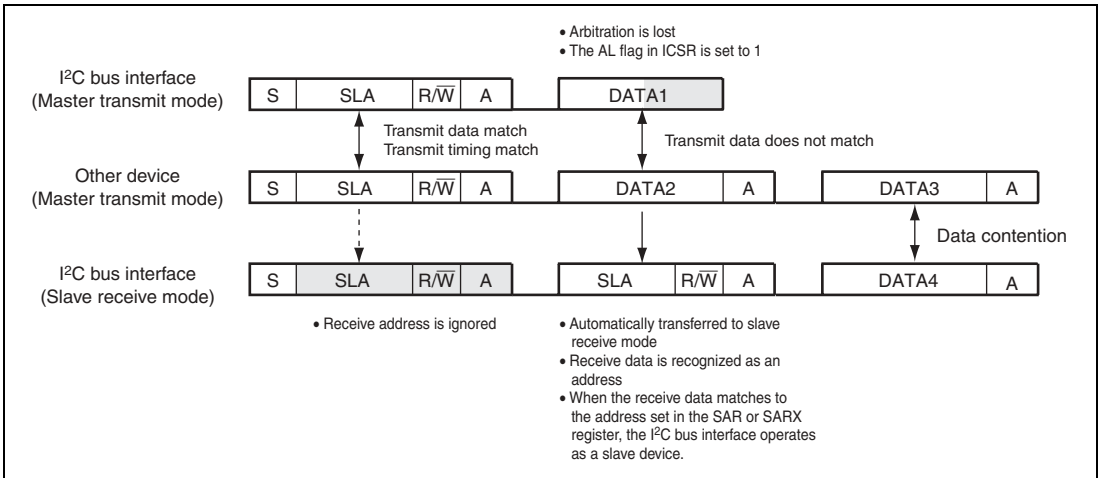 • Arbitration is lost
• The AL flag in ICSR is set to 1
I2C bus interface
(Master transmit mode)
S SLA R/W̅ A DATA1
Transmit data match
Transmit timing match
Transmit data does not match
Other device
(Master transmit mode)
S SLA R/W̅ A DATA2 A DATA3 A
Data contention
I2C bus interface
(Slave receive mode)
S SLA R/W̅ A SLA R/W̅ A DATA4 A
• Receive address is ignored
• Automatically transferred to slave
receive mode
• Receive data is recognized as an
address
• When the receive data matches to
the address set in the SAR or SARX
register, the I2C bus interface operates
as a slave device.